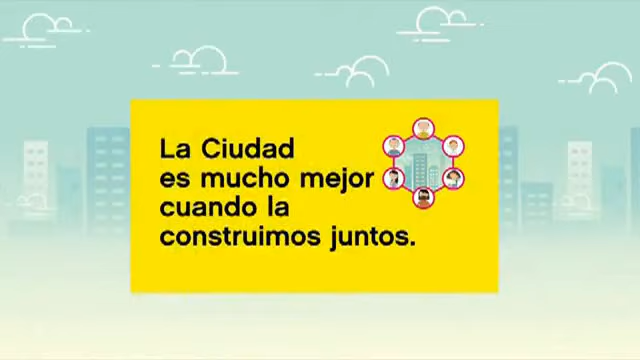 La Ciudad
es mucho mejor
cuando la
construimos juntos.